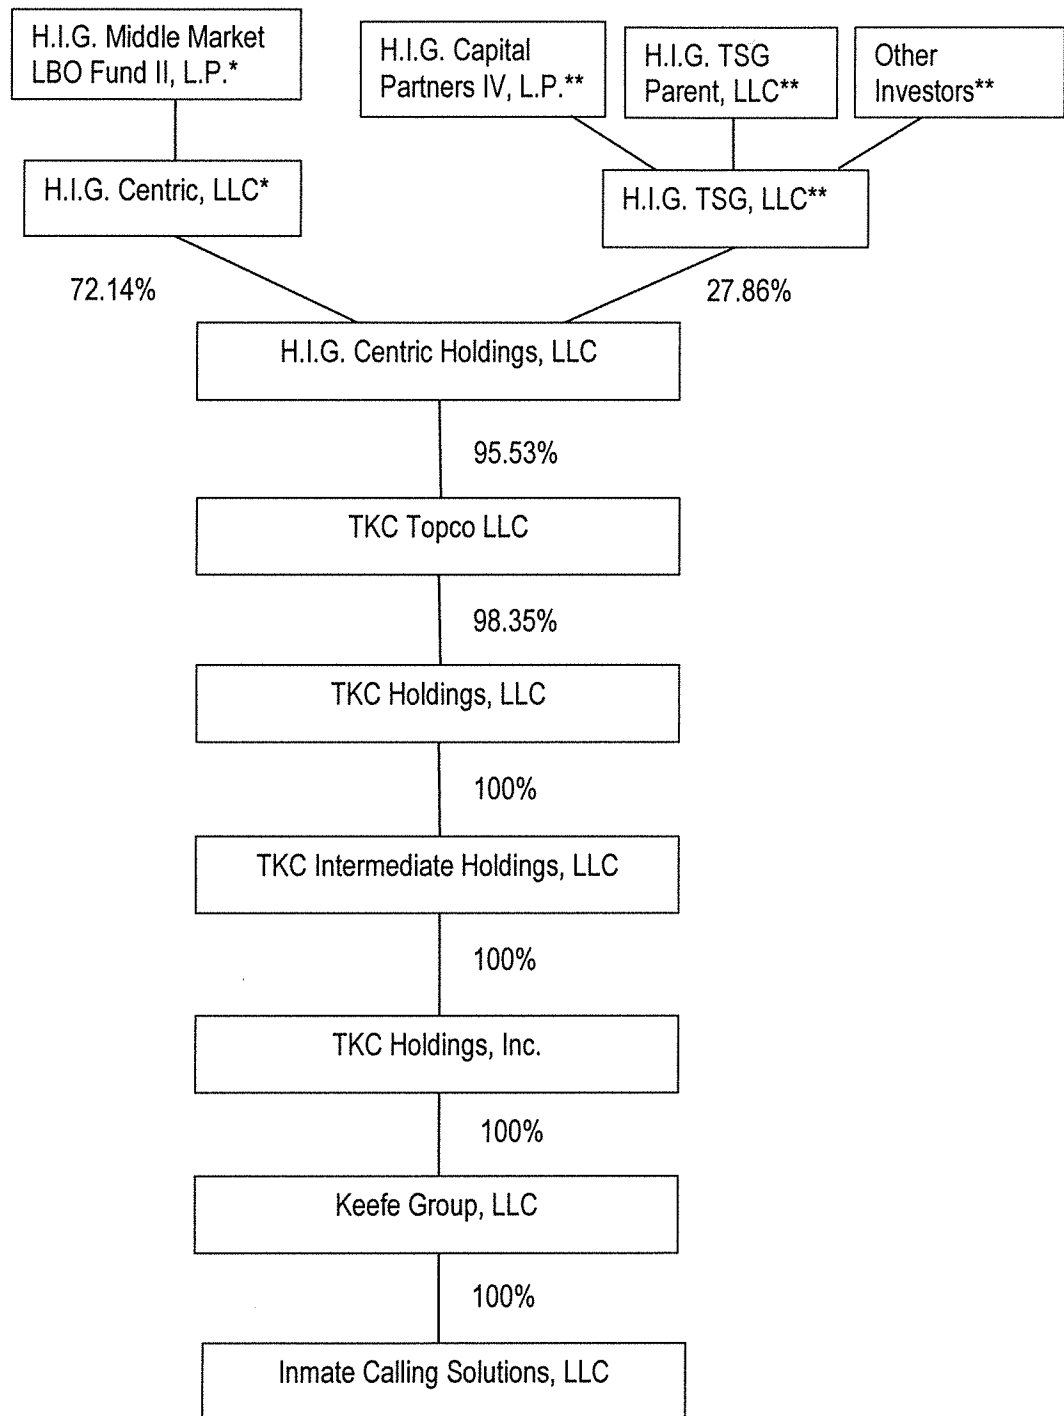 H.I.G. Middle Market
LBO Fund II, L.P.*
H.I.G. Capital
Partners IV, L.P.**
H.I.G. TSG
Parent, LLC**
Other
Investors**
H.I.G. Centric, LLC*
H.I.G. TSG, LLC**
72.14%
27.86%
H.I.G. Centric Holdings, LLC
95.53%
TKC Topco LLC
98.35%
TKC Holdings, LLC
100%
TKC Intermediate Holdings, LLC
100%
TKC Holdings, Inc.
100%
Keefe Group, LLC
100%
Inmate Calling Solutions, LLC